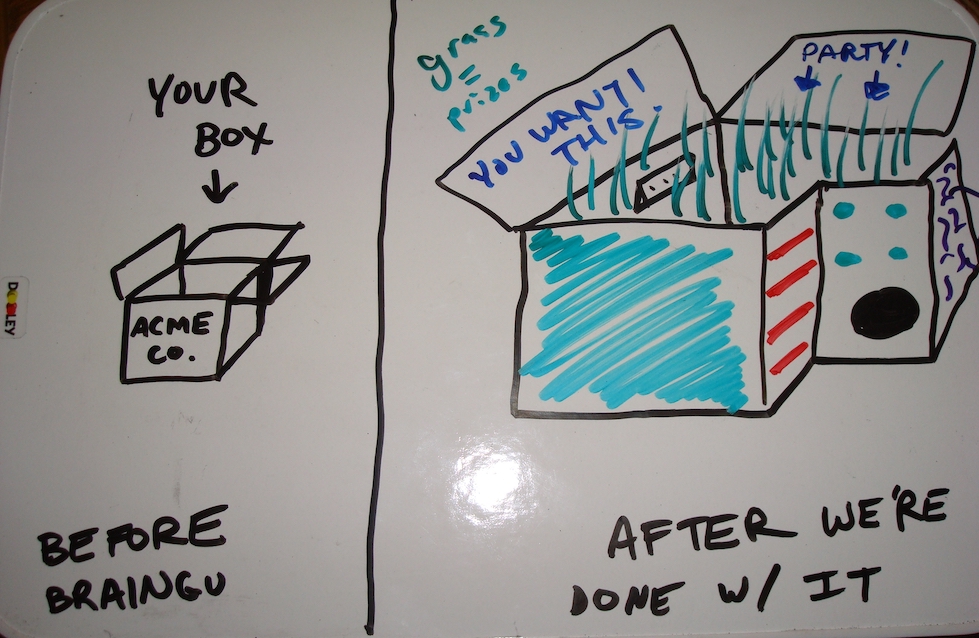 YOUR
BOX
ACME
CO.
BEFORE
BRAINGU
grass
=
prizes
YOU WANT!
THIS.
PARTY!
AFTER WE'RE
DONE W/ IT
DOOLEY